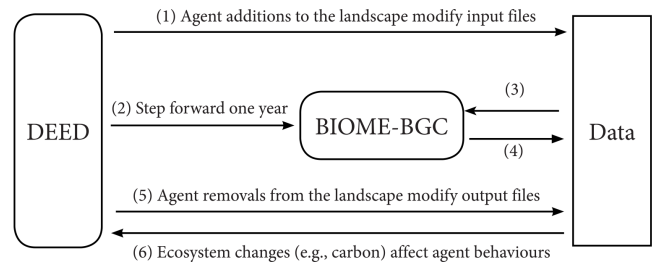 (1) Agent additions to the landscape modify input files
(3)
(2) Step forward one year
DEED
BIOME-BGC
Data
(4)
(5) Agent removals from the landscape modify output files
(6) Ecosystem changes (e.g., carbon) affect agent behaviours